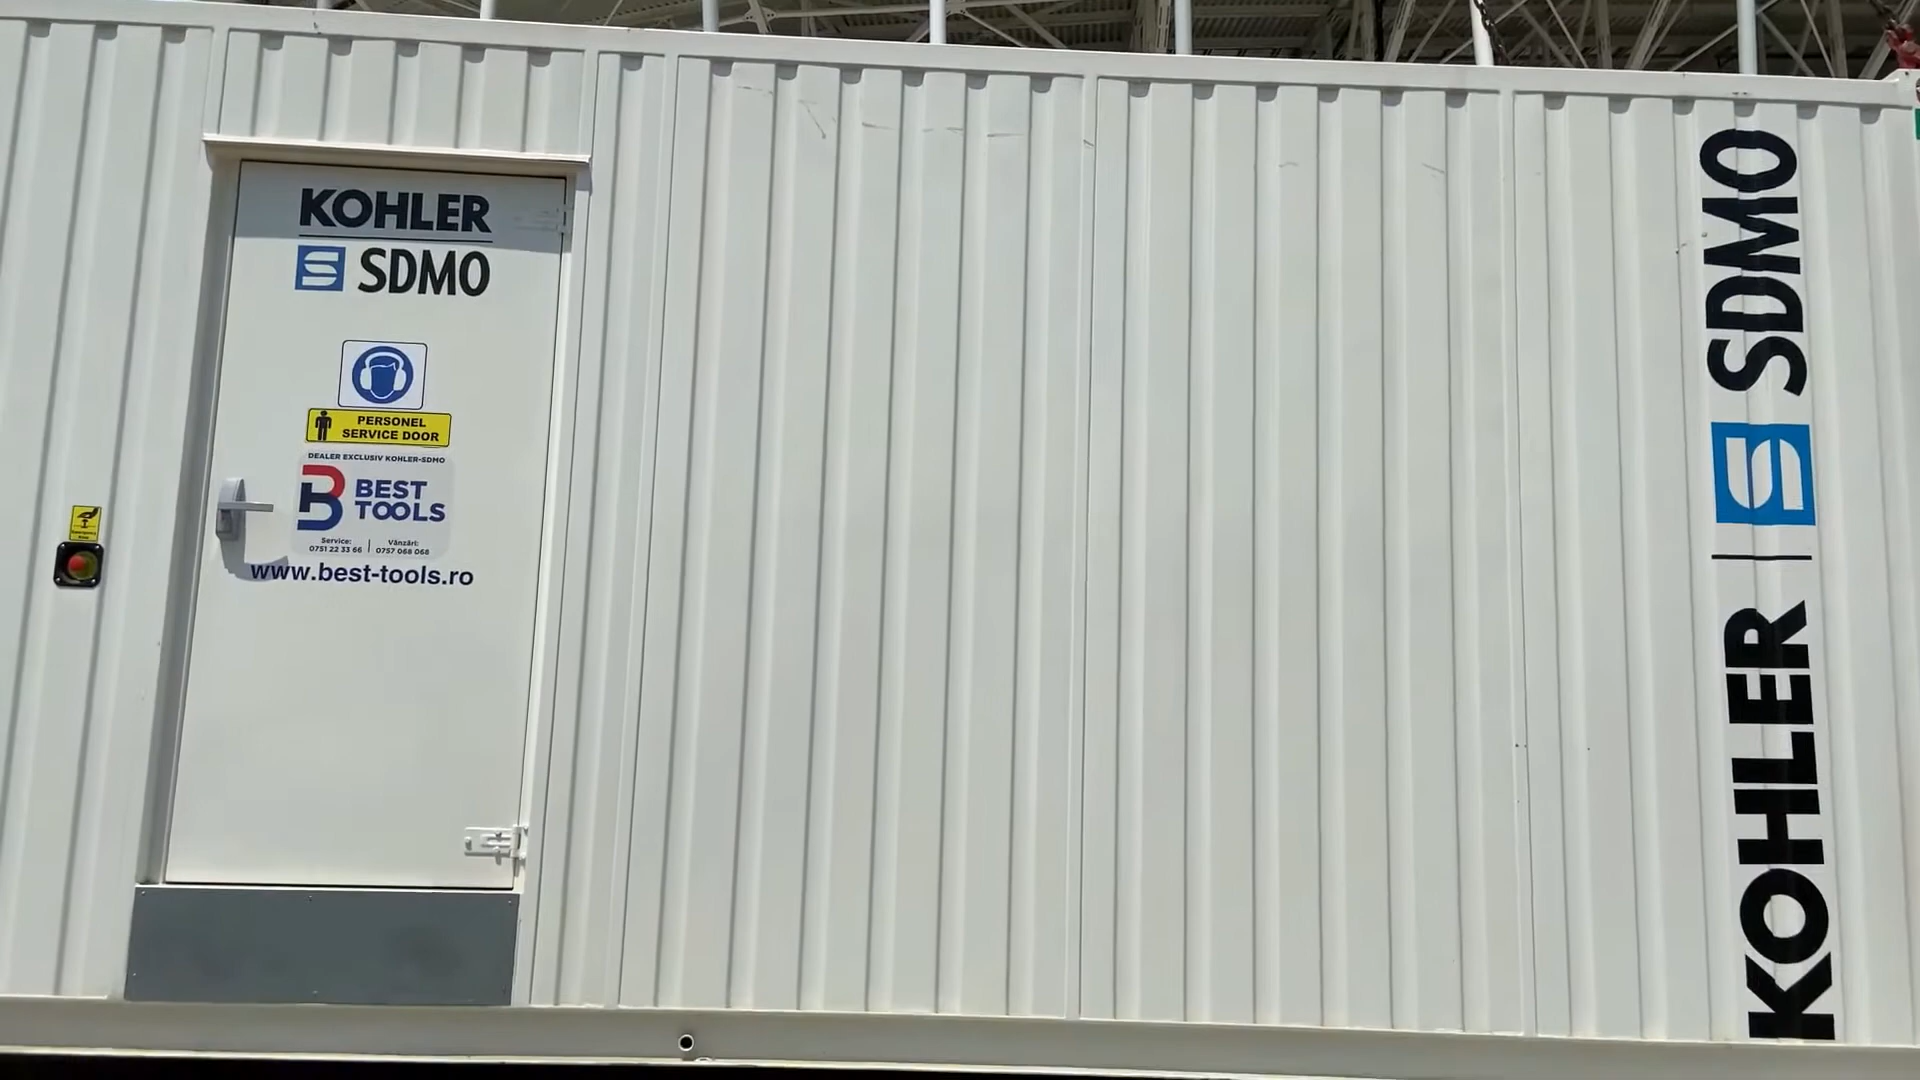 KOHLER
SDMO
PERSONEL
SERVICE DOOR
DEALER EXCLUSIV KOHLER-SDMO
BEST
TOOLS
Service:
0751 22 33 66
Vânzări:
0757 068 068
www.best-tools.ro
KOHLER | SDMO